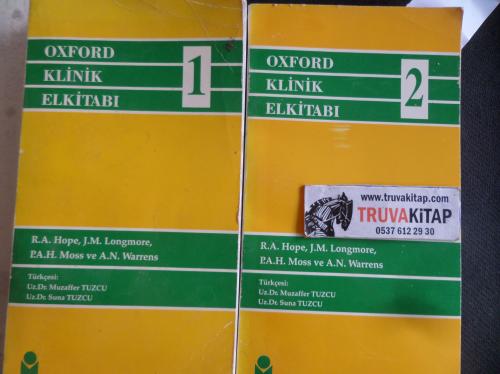 OXFORD
KLİNİK
ELKİTABI
1
R.A. Hope, J.M. Longmore,
P.A.H. Moss ve A.N. Warrens
Türkçesi:
Uz.Dr. Muzaffer TUZCU
Uz.Dr. Suna TUZCU
OXFORD
KLİNİK
ELKİTABI
2
www.truvakitap.com
TRUVAKİTAP
0537 612 29 30
R.A. Hope, J.M. Longmore,
P.A.H. Moss ve A.N. Warrens
Türkçesi:
Uz.Dr. Muzaffer TUZCU
Uz.Dr. Suna TUZCU